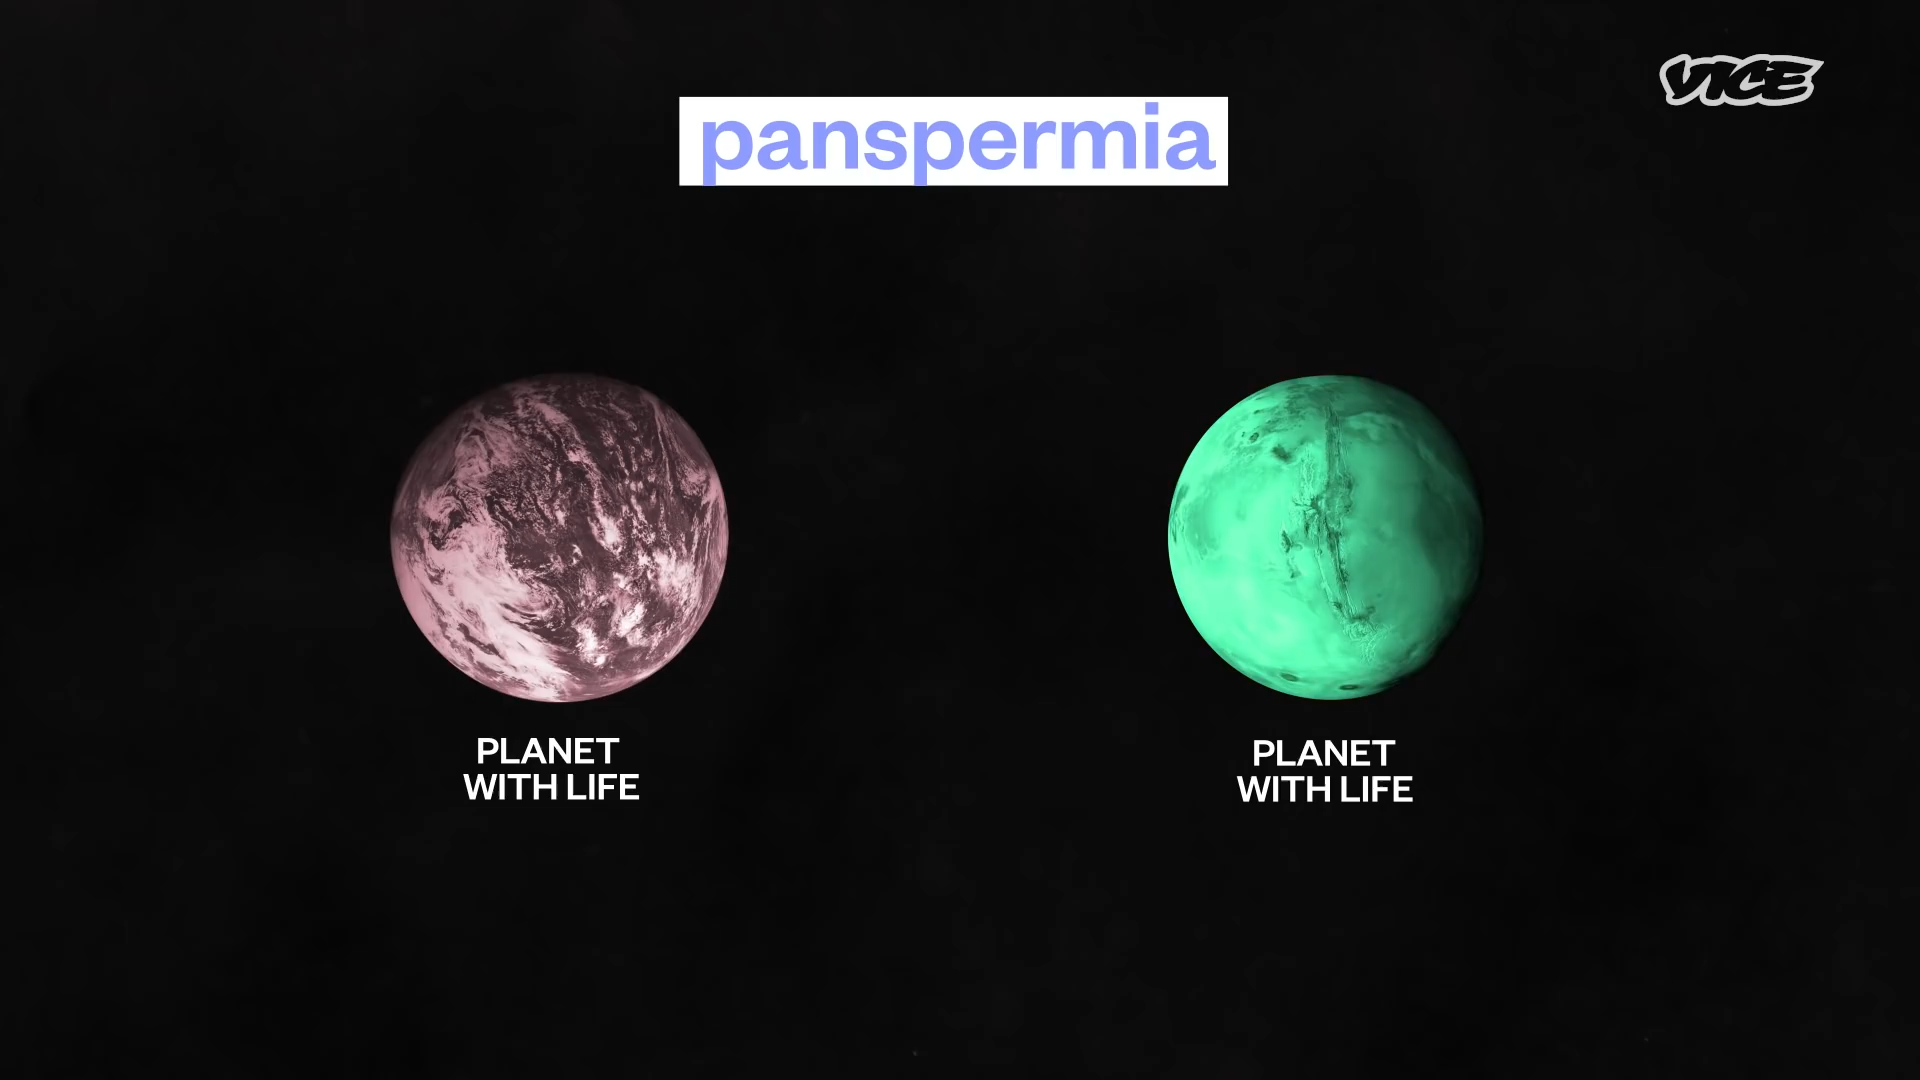 VICE
panspermia
PLANET
WITH LIFE
PLANET
WITH LIFE